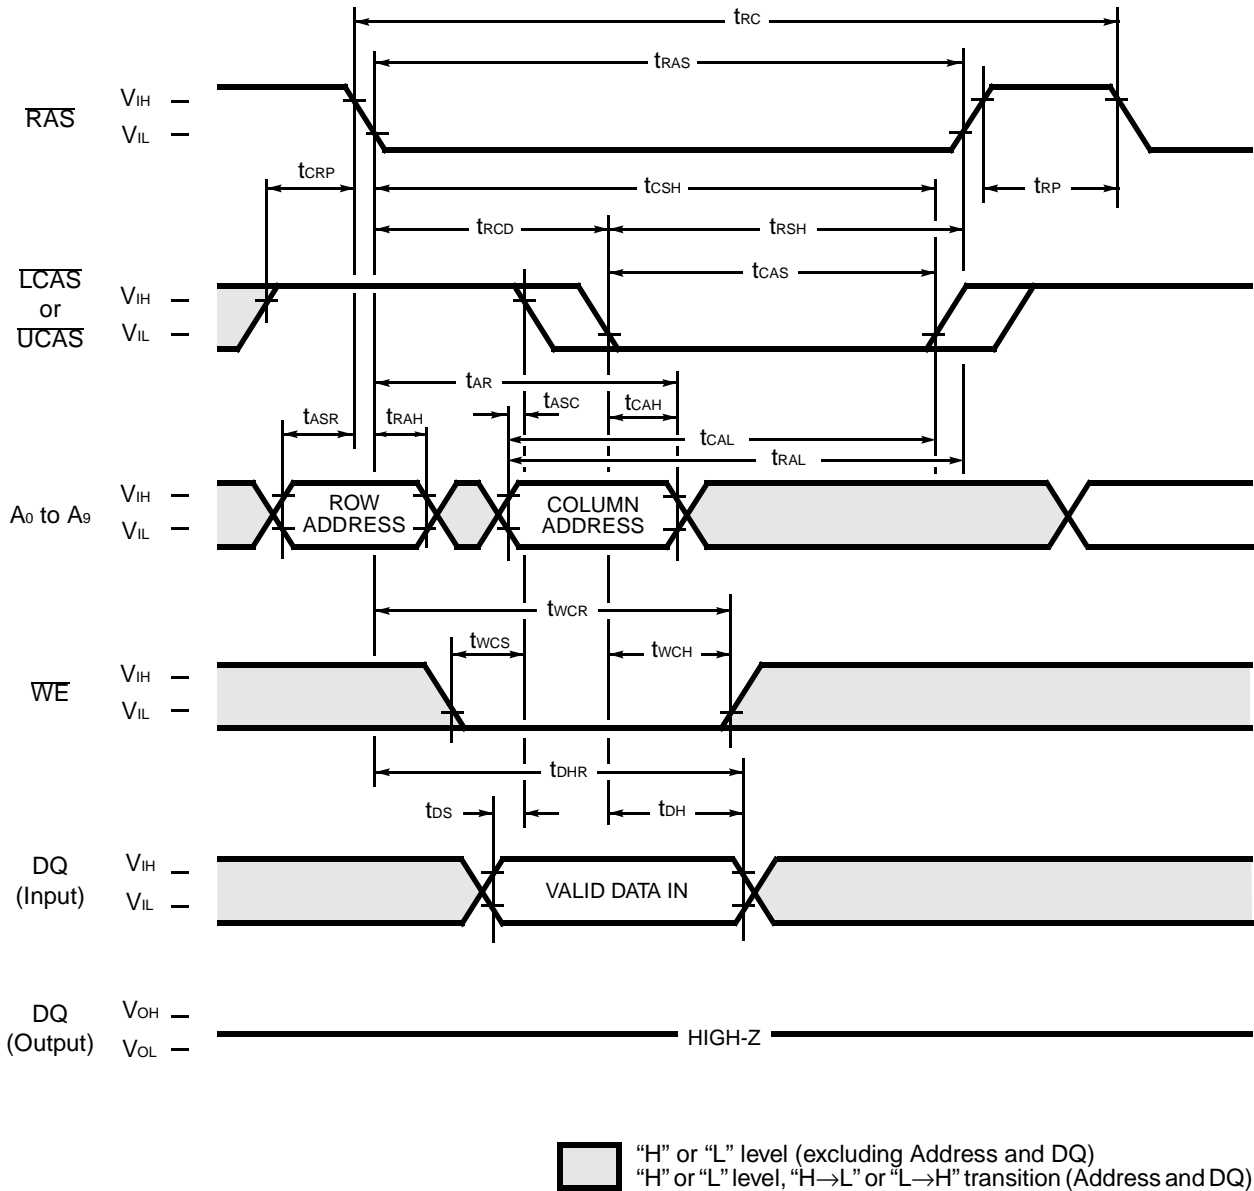 tRC
tRAS
RAS
VIH
VIL
tCRP
tCSH
tRP
tRCD
tRSH
tCAS
LCAS
or
UCAS
VIH
VIL
tAR
tASC
tCAH
tASR
tRAH
tCAL
tRAL
A0 to A9
VIH
VIL
ROW
ADDRESS
COLUMN
ADDRESS
tWCR
tWCS
tWCH
WE
VIH
VIL
tDHR
tDS
tDH
DQ
(Input)
VIH
VIL
VALID DATA IN
DQ
(Output)
VOH
VOL
HIGH-Z
“H” or “L” level (excluding Address and DQ)
“H” or “L” level, “H→L” or “L→H” transition (Address and DQ)